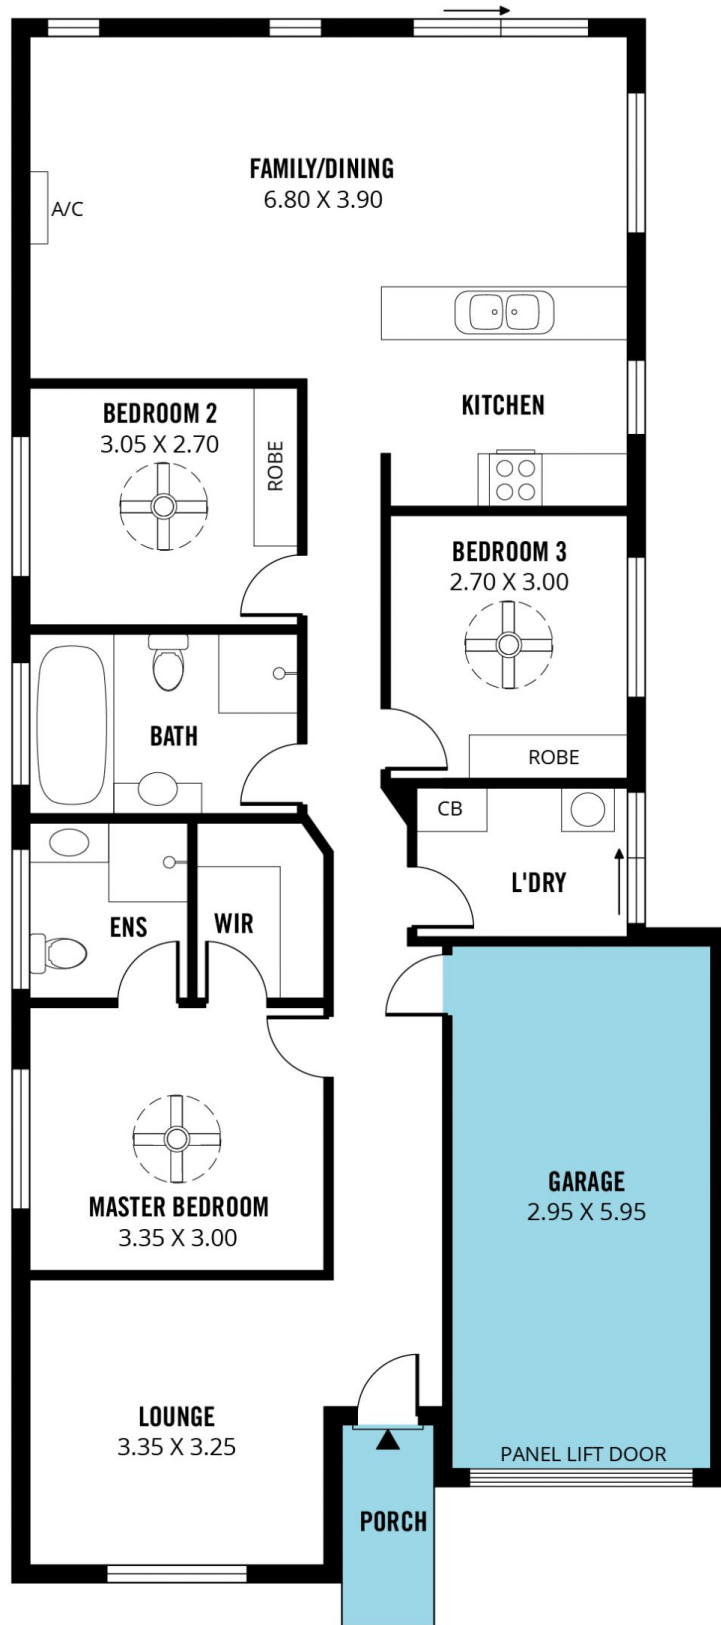 FAMILY/DINING
6.80 X 3.90
A/C
KITCHEN
BEDROOM 2
3.05 X 2.70
ROBE
BEDROOM 3
2.70 X 3.00
ROBE
BATH
CB
L'DRY
ENS
WIR
MASTER BEDROOM
3.35 X 3.00
GARAGE
2.95 X 5.95
PANEL LIFT DOOR
LOUNGE
3.35 X 3.25
PORCH